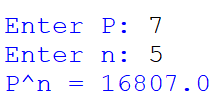 Enter P: 7
Enter n: 5
P^n = 16807.0